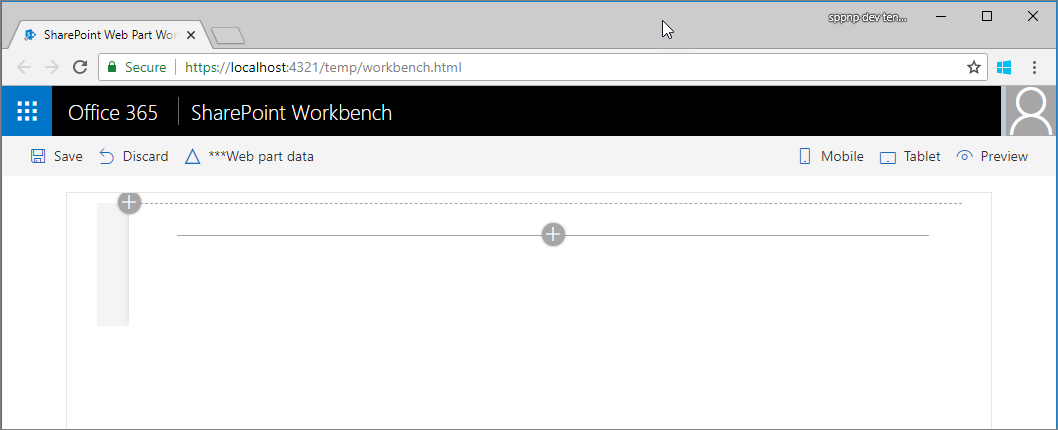 sppnp dev ten...
SharePoint Web Part Wor
Secure https://localhost:4321/temp/workbench.html
Office 365 SharePoint Workbench
Save Discard ***Web part data Mobile Tablet Preview